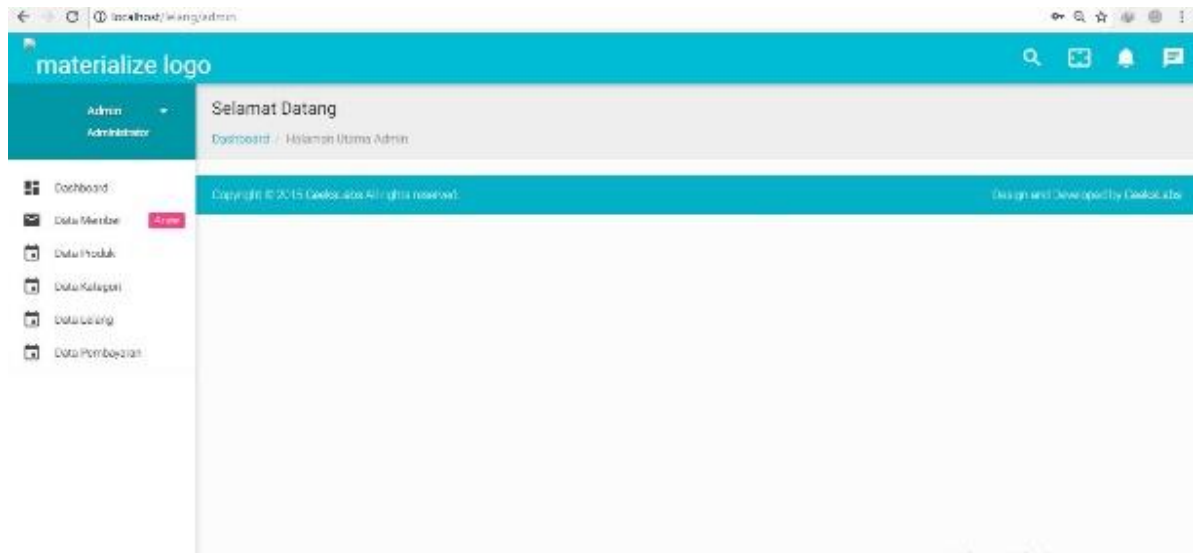 localhost/lelang/admin
materialize logo
Admin
Administrator
Selamat Datang
Dashboard / Halaman Utama Admin
Dashboard
Data Member
Data Produk
Data Kategori
Data Lelang
Data Pembayaran
Copyright © 2015 GeeksLabs All rights reserved.
Design and Developed by GeeksLabs